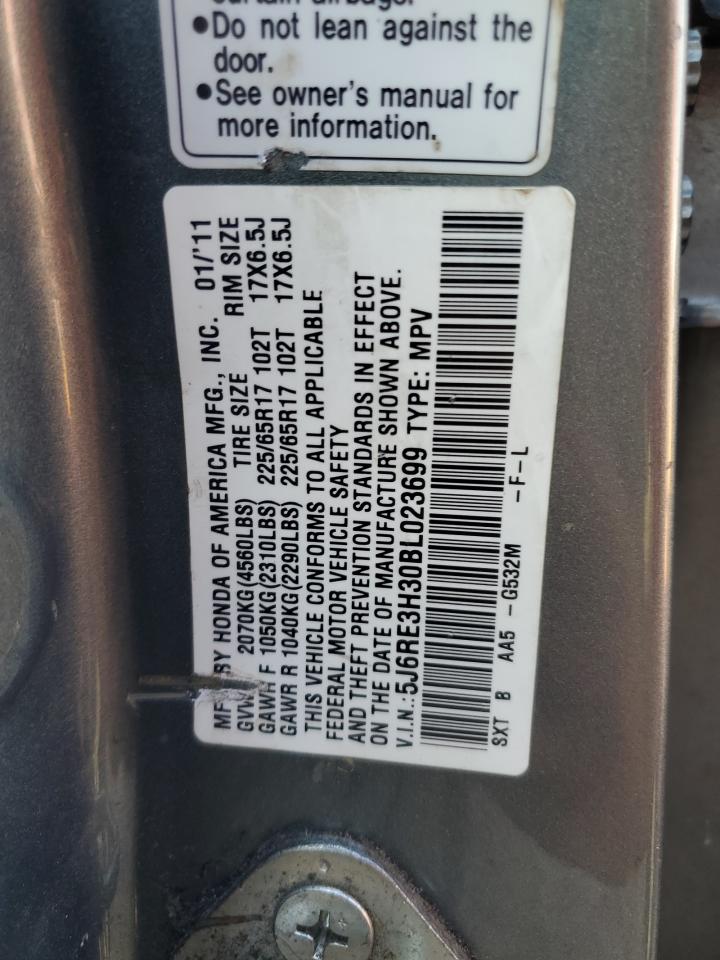 •Do not lean against the
door.
•See owner's manual for
more information.
BY HONDA OF AMERICA MFG., INC. 01/'11
2070KG(4560LBS) TIRE SIZE RIM SIZE
GAWR F 1050KG(2310LBS) 225/65R17 102T 17X6.5J
GAWR R 1040KG(2290LBS) 225/65R17 102T 17X6.5J
THIS VEHICLE CONFORMS TO ALL APPLICABLE
FEDERAL MOTOR VEHICLE SAFETY
AND THEFT PREVENTION STANDARDS IN EFFECT
ON THE DATE OF MANUFACTURE SHOWN ABOVE.
V.I.N.:5J6RE3H30BL023699 TYPE: MPV
SXT B AA5 -G532M -F-L